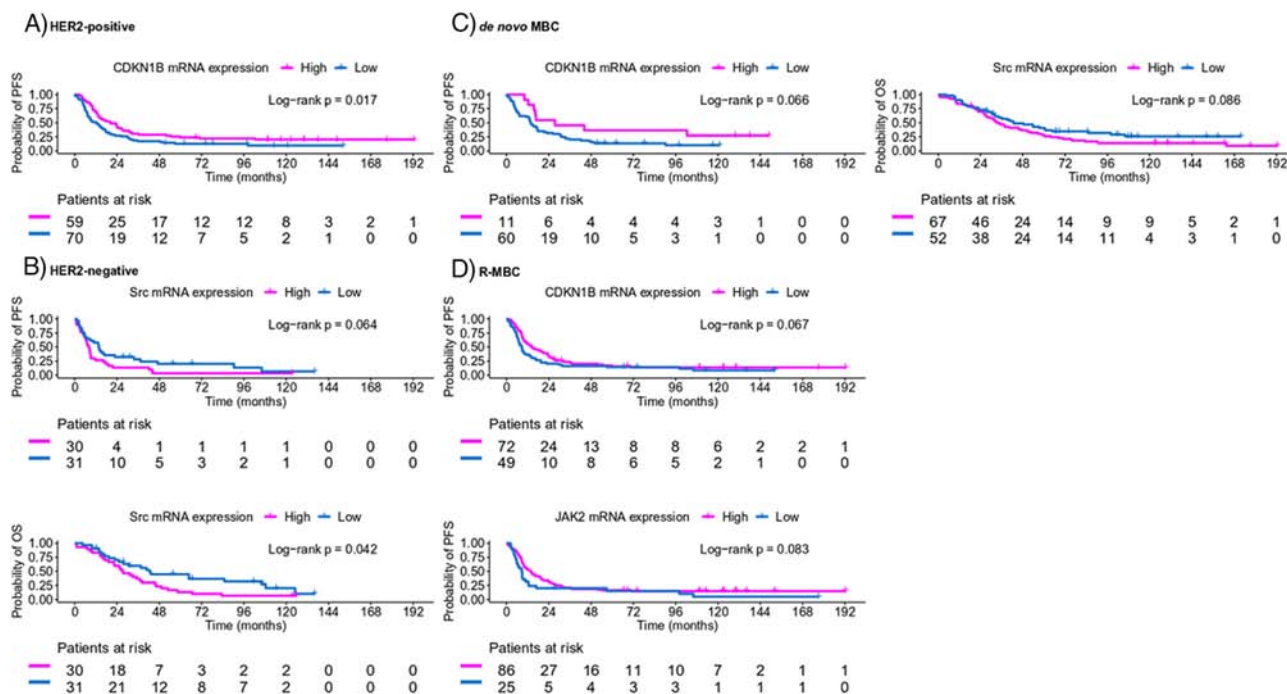 A) HER2-positive
CDKN1B mRNA expression High Low
Log-rank p = 0.017
Probability of PFS
1.00
0.75
0.50
0.25
0.00
0 24 48 72 96 120 144 168 192
Time (months)
Patients at risk
59 25 17 12 12 8 3 2 1
70 19 12 7 5 2 1 0 0
B) HER2-negative
Src mRNA expression High Low
Log-rank p = 0.064
Probability of PFS
1.00
0.75
0.50
0.25
0.00
0 24 48 72 96 120 144 168 192
Time (months)
Patients at risk
30 4 1 1 1 1 0 0 0
31 10 5 3 2 1 0 0 0
Src mRNA expression High Low
Log-rank p = 0.042
Probability of OS
1.00
0.75
0.50
0.25
0.00
0 24 48 72 96 120 144 168 192
Time (months)
Patients at risk
30 18 7 3 2 2 0 0 0
31 21 12 8 7 2 0 0 0
C) de novo MBC
CDKN1B mRNA expression High Low
Log-rank p = 0.066
Probability of PFS
1.00
0.75
0.50
0.25
0.00
0 24 48 72 96 120 144 168 192
Time (months)
Patients at risk
11 6 4 4 4 3 1 0 0
60 19 10 5 3 1 0 0 0
Src mRNA expression High Low
Log-rank p = 0.086
Probability of OS
1.00
0.75
0.50
0.25
0.00
0 24 48 72 96 120 144 168 192
Time (months)
Patients at risk
67 46 24 14 9 9 5 2 1
52 38 24 14 11 4 3 1 0
D) R-MBC
CDKN1B mRNA expression High Low
Log-rank p = 0.067
Probability of PFS
1.00
0.75
0.50
0.25
0.00
0 24 48 72 96 120 144 168 192
Time (months)
Patients at risk
72 24 13 8 8 6 2 2 1
49 10 8 6 5 2 1 0 0
JAK2 mRNA expression High Low
Log-rank p = 0.083
Probability of PFS
1.00
0.75
0.50
0.25
0.00
0 24 48 72 96 120 144 168 192
Time (months)
Patients at risk
86 27 16 11 10 7 2 1 1
25 5 4 3 3 1 1 1 0